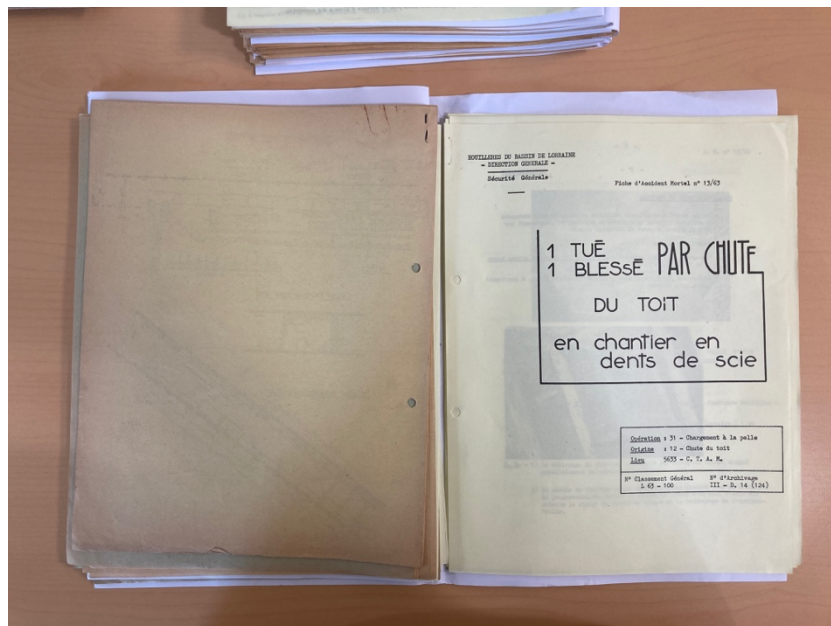 HOUILLERES DU BASSIN DE LORRAINE
- DIRECTION GENERALE -
Sécurité Générale
Fiche d'Accident Mortel n° 13/63
1 TUÉ
1 BLESSÉ PAR CHUTE
DU TOIT
en chantier en
dents de scie
Opération : 31 - Chargement à la pelle
Origine : 12 - Chute du toit
Lieu 5633 - C. T. A. M.
N° Classement Général N° d'Archivage
L 63 - 100 III - D. 14 (124)